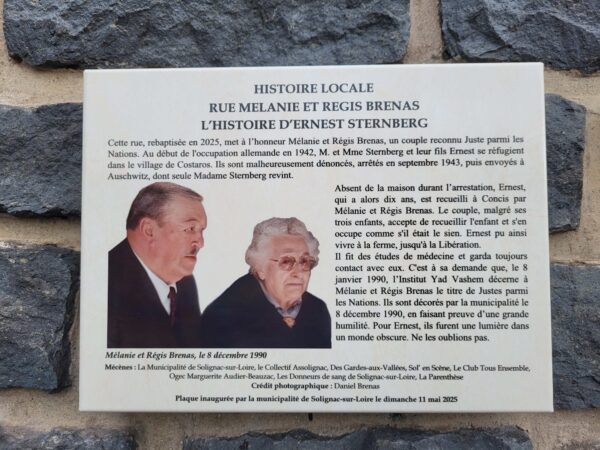 HISTOIRE LOCALE
RUE MELANIE ET REGIS BRENAS
L'HISTOIRE D'ERNEST STERNBERG
Cette rue, rebaptisée en 2025, met à l'honneur Mélanie et Régis Brenas, un couple reconnu Juste parmi les
Nations. Au début de l'occupation allemande en 1942, M. et Mme Sternberg et leur fils Ernest se réfugient
dans le village de Costaros. Ils sont malheureusement dénoncés, arrêtés en septembre 1943, puis envoyés à
Auschwitz, dont seule Madame Sternberg revint.
Absent de la maison durant l'arrestation, Ernest,
qui a alors dix ans, est recueilli à Concis par
Mélanie et Régis Brenas. Le couple, malgré ses
trois enfants, accepte de recueillir l'enfant et s'en
occupe comme s'il était le sien. Ernest pu ainsi
vivre à la ferme, jusqu'à la Libération.
Il fit des études de médecine et garda toujours
contact avec eux. C'est à sa demande que, le 8
janvier 1990, l'Institut Yad Vashem décerne à
Mélanie et Régis Brenas le titre de Justes parmi
les Nations. Ils sont décorés par la municipalité le
8 décembre 1990, en faisant preuve d'une grande
humilité. Pour Ernest, ils furent une lumière dans
un monde obscure. Ne les oublions pas.
Mélanie et Régis Brenas, le 8 décembre 1990
Mécènes : La Municipalité de Solignac-sur-Loire, le Collectif Assolignac, Des Gardes-aux-Vallées, Sol' en Scène, Le Club Tous Ensemble,
Ogec Marguerite Audier-Beauzac, Les Donneurs de sang de Solignac-sur-Loire, La Parenthèse
Crédit photographique : Daniel Brenas
Plaque inaugurée par la municipalité de Solignac-sur-Loire le dimanche 11 mai 2025